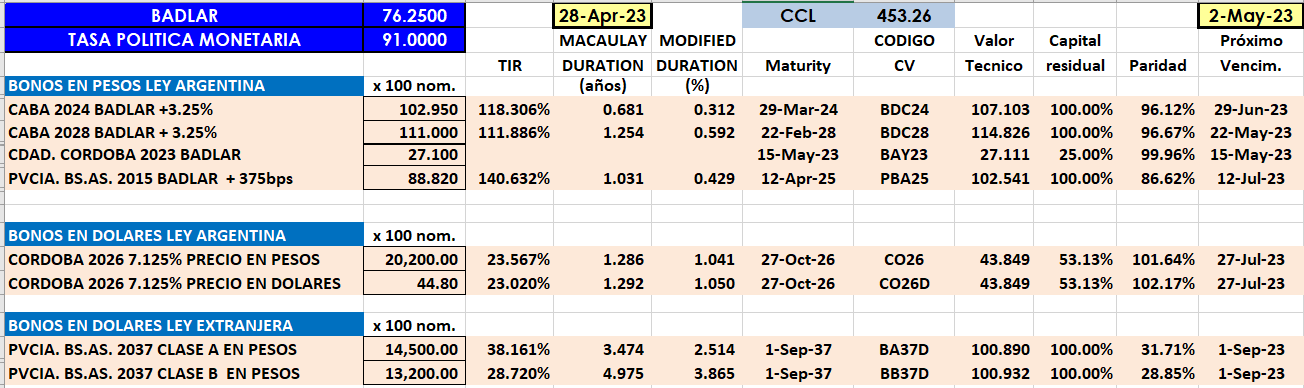 BADLAR 76.2500 28-Apr-23 CCL 453.26 2-May-23
TASA POLITICA MONETARIA 91.0000 MACAULAY MODIFIED CODIGO Valor Capital Próximo
TIR DURATION DURATION Maturity CV Tecnico residual Paridad Vencim.
BONOS EN PESOS LEY ARGENTINA x 100 nom. (años) (%)
CABA 2024 BADLAR +3.25% 102.950 118.306% 0.681 0.312 29-Mar-24 BDC24 107.103 100.00% 96.12% 29-Jun-23
CABA 2028 BADLAR + 3.25% 111.000 111.886% 1.254 0.592 22-Feb-28 BDC28 114.826 100.00% 96.67% 22-May-23
CDAD. CORDOBA 2023 BADLAR 27.100 15-May-23 BAY23 27.111 25.00% 99.96% 15-May-23
PVCIA. BS.AS. 2015 BADLAR + 375bps 88.820 140.632% 1.031 0.429 12-Apr-25 PBA25 102.541 100.00% 86.62% 12-Jul-23
BONOS EN DOLARES LEY ARGENTINA x 100 nom.
CORDOBA 2026 7.125% PRECIO EN PESOS 20,200.00 23.567% 1.286 1.041 27-Oct-26 CO26 43.849 53.13% 101.64% 27-Jul-23
CORDOBA 2026 7.125% PRECIO EN DOLARES 44.80 23.020% 1.292 1.050 27-Oct-26 CO26D 43.849 53.13% 102.17% 27-Jul-23
BONOS EN DOLARES LEY EXTRANJERA x 100 nom.
PVCIA. BS.AS. 2037 CLASE A EN PESOS 14,500.00 38.161% 3.474 2.514 1-Sep-37 BA37D 100.890 100.00% 31.71% 1-Sep-23
PVCIA. BS.AS. 2037 CLASE B EN PESOS 13,200.00 28.720% 4.975 3.865 1-Sep-37 BB37D 100.932 100.00% 28.85% 1-Sep-23